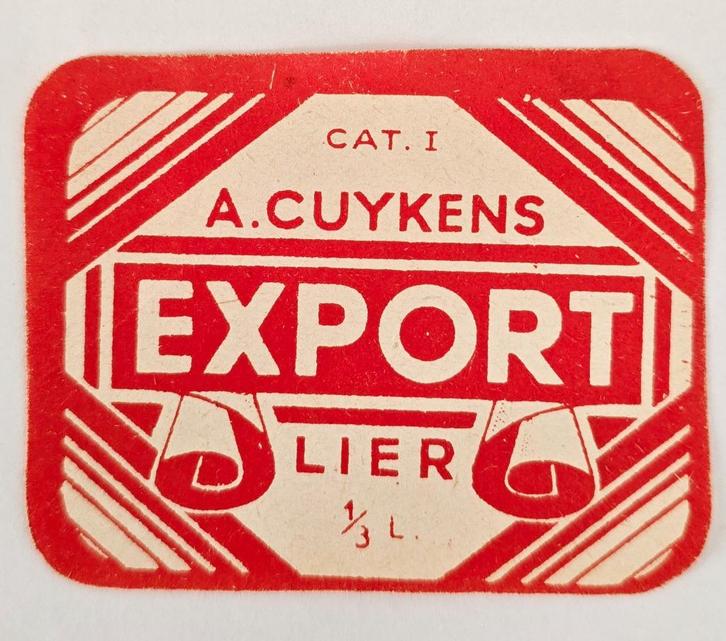 CAT. I
A.CUYKENS
EXPORT
LIER
1/3 L.